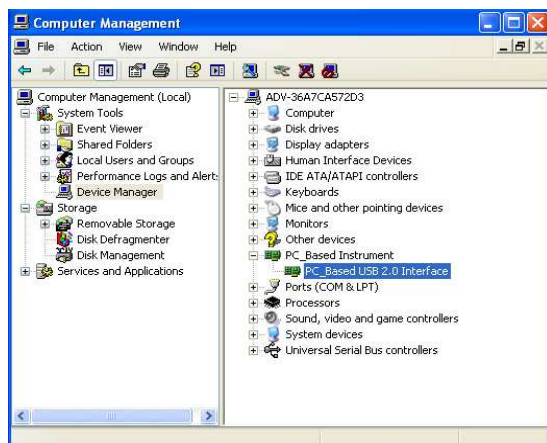 Computer Management
File Action View Window Help
Computer Management (Local)
System Tools
Event Viewer
Shared Folders
Local Users and Groups
Performance Logs and Alert
Device Manager
Storage
Removable Storage
Disk Defragmenter
Disk Management
Services and Applications
ADV-36A7CA572D3
Computer
Disk drives
Display adapters
Human Interface Devices
IDE ATA/ATAPI controllers
Keyboards
Mice and other pointing devices
Monitors
Other devices
PC_Based Instrument
PC_Based USB 2.0 Interface
Ports (COM & LPT)
Processors
Sound, video and game controllers
System devices
Universal Serial Bus controllers